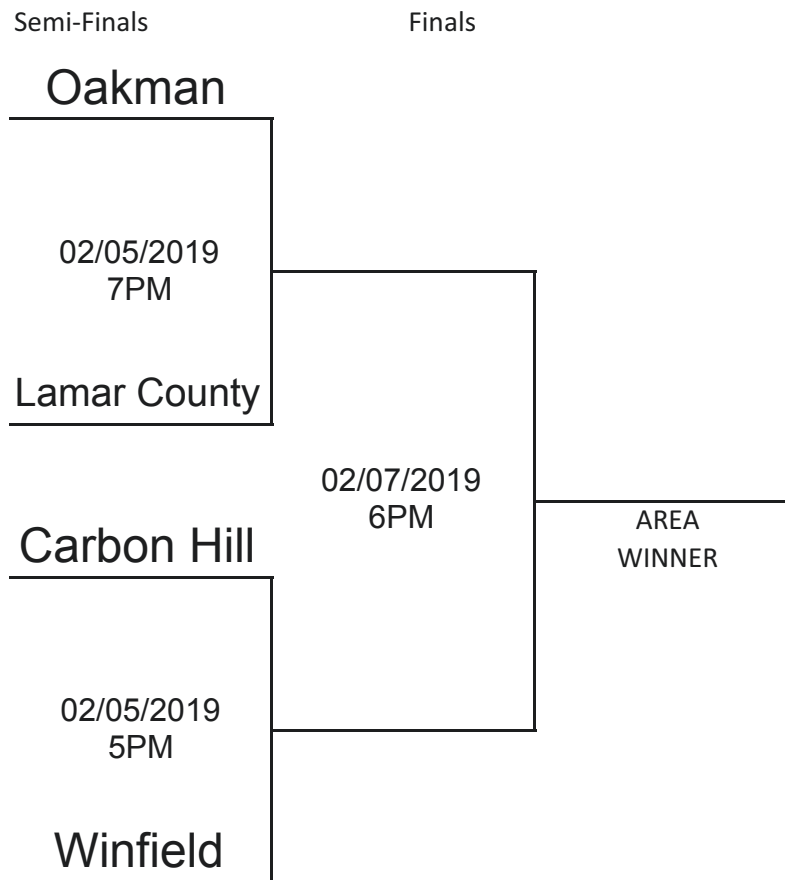 Semi-Finals Finals
Oakman
02/05/2019
7PM
Lamar County
02/07/2019
6PM
AREA
WINNER
Carbon Hill
02/05/2019
5PM
Winfield